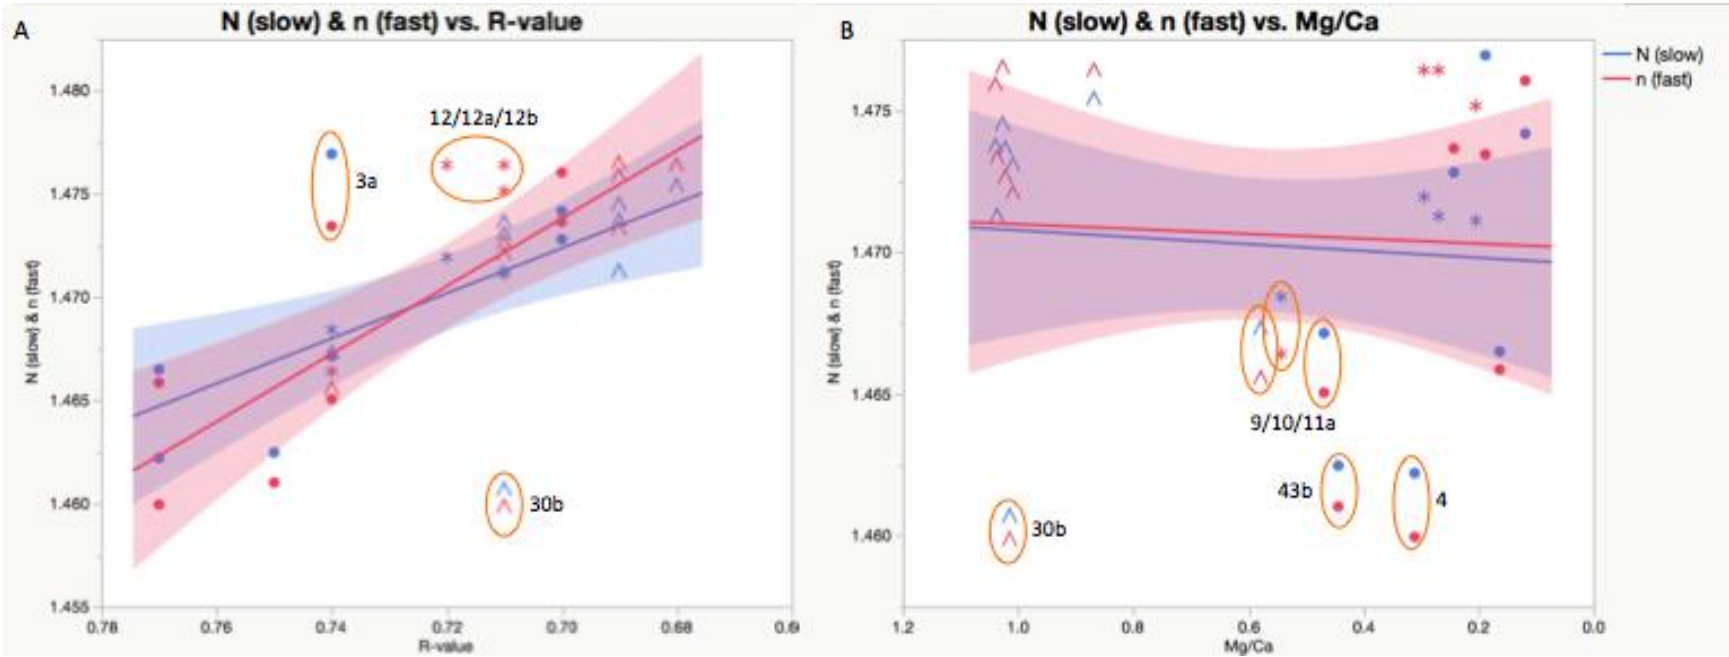 A
N (slow) & n (fast) vs. R-value
1.480
1.475
1.470
1.465
1.460
1.455
N (slow) & n (fast)
3a
12/12a/12b
30b
0.78
0.76
0.74
0.72
0.70
0.68
0.6
R-value
B
N (slow) & n (fast) vs. Mg/Ca
1.475
1.470
1.465
1.460
N (slow) & n (fast)
9/10/11a
43b
4
30b
1.2
1.0
0.8
0.6
0.4
0.2
0.0
Mg/Ca
N (slow)
n (fast)